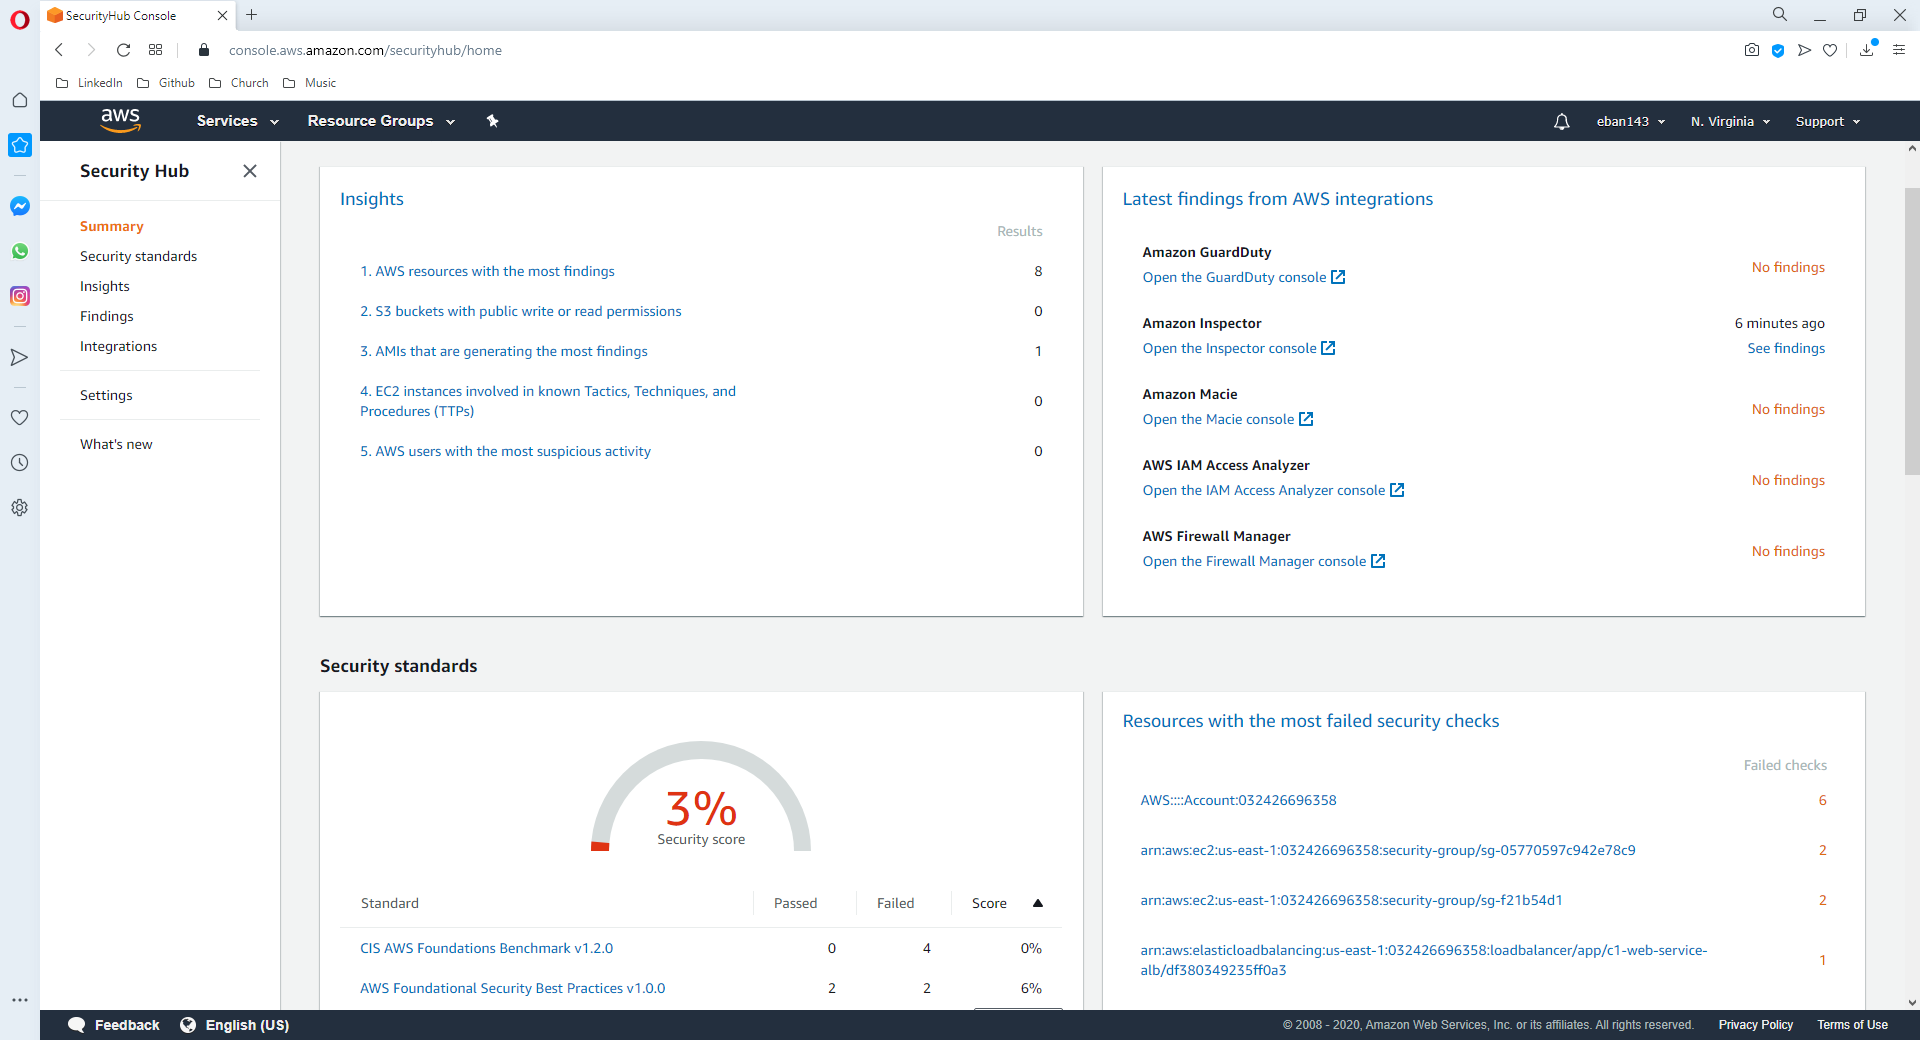 SecurityHub Console
console.aws.amazon.com/securityhub/home
LinkedIn Github Church Music
aws Services Resource Groups eban143 N. Virginia Support
Security Hub
Summary
Security standards
Insights
Findings
Integrations
Settings
What's new
Insights
Results
1. AWS resources with the most findings 8
2. S3 buckets with public write or read permissions 0
3. AMIs that are generating the most findings 1
4. EC2 instances involved in known Tactics, Techniques, and
Procedures (TTPs) 0
5. AWS users with the most suspicious activity 0
Latest findings from AWS integrations
Amazon GuardDuty
Open the GuardDuty console
No findings
Amazon Inspector
Open the Inspector console
6 minutes ago
See findings
Amazon Macie
Open the Macie console
No findings
AWS IAM Access Analyzer
Open the IAM Access Analyzer console
No findings
AWS Firewall Manager
Open the Firewall Manager console
No findings
Security standards
3%
Security score
Standard Passed Failed Score
CIS AWS Foundations Benchmark v1.2.0 0 4 0%
AWS Foundational Security Best Practices v1.0.0 2 2 6%
Resources with the most failed security checks
Failed checks
AWS::::Account:032426696358 6
arn:aws:ec2:us-east-1:032426696358:security-group/sg-05770597c942e78c9 2
arn:aws:ec2:us-east-1:032426696358:security-group/sg-f21b54d1 2
arn:aws:elasticloadbalancing:us-east-1:032426696358:loadbalancer/app/c1-web-service-
alb/df380349235ff0a3 1
Feedback English (US) © 2008 - 2020, Amazon Web Services, Inc. or its affiliates. All rights reserved. Privacy Policy Terms of Use